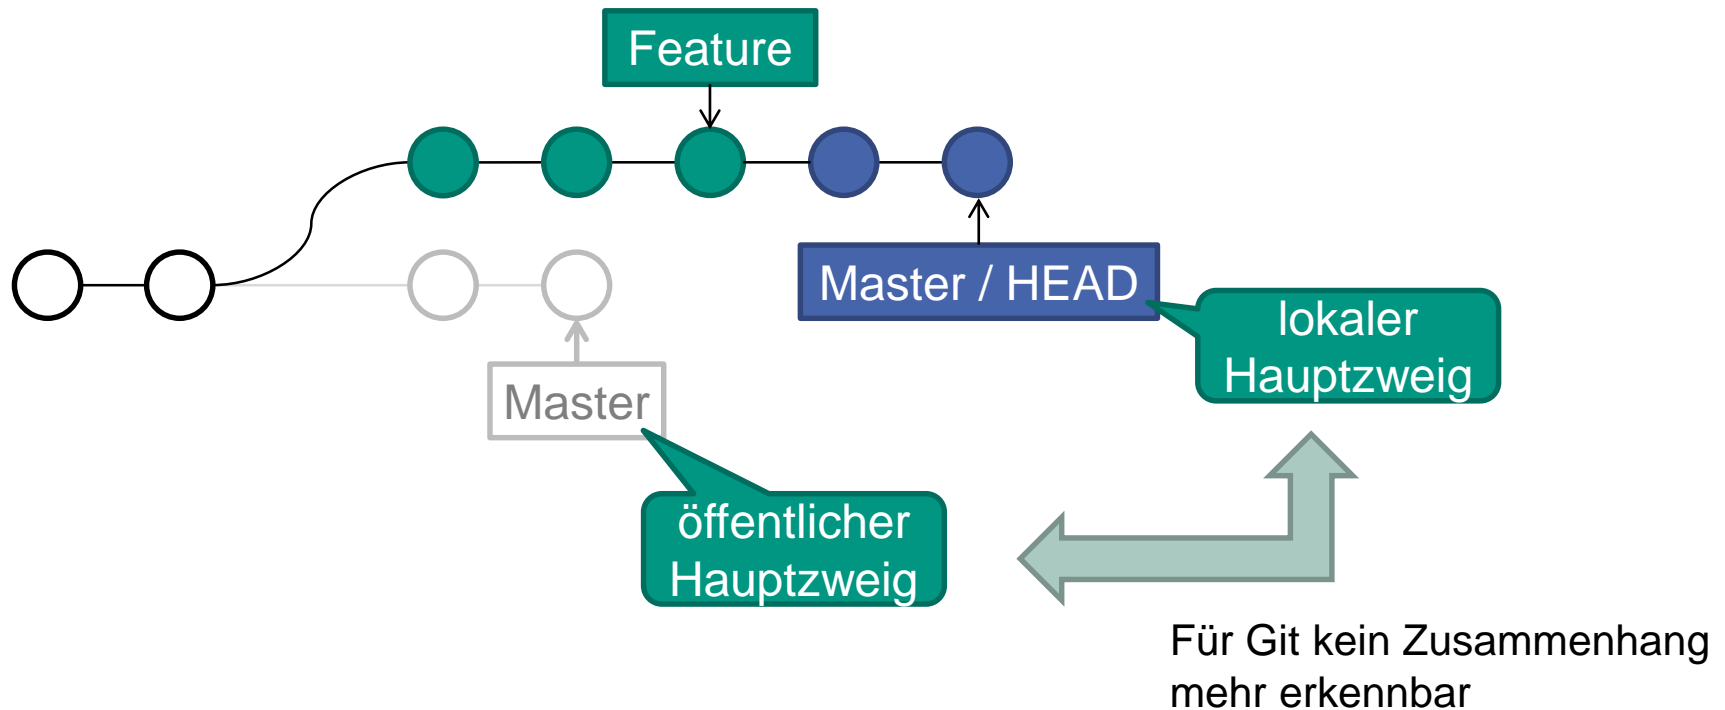 Feature
Master / HEAD
lokaler
Hauptzweig
Master
öffentlicher
Hauptzweig
Für Git kein Zusammenhang
mehr erkennbar